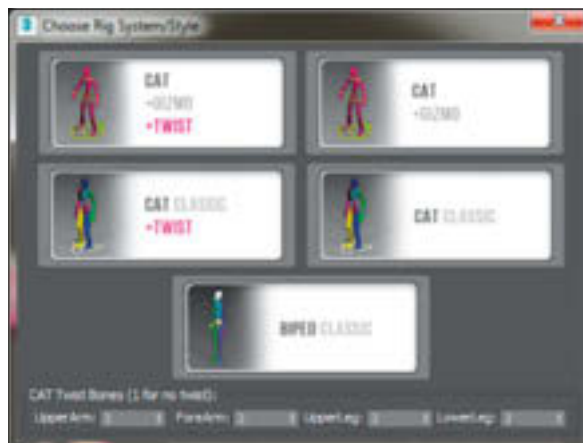 Choose Rig System/Style
CAT
+GIZMO
+TWIST
CAT
+GIZMO
CAT CLASSIC
+TWIST
CAT CLASSIC
BIPED CLASSIC
CAT Twist Bones (1 for no twist):
UpperArm: ForeArm: UpperLeg: LowerLeg: